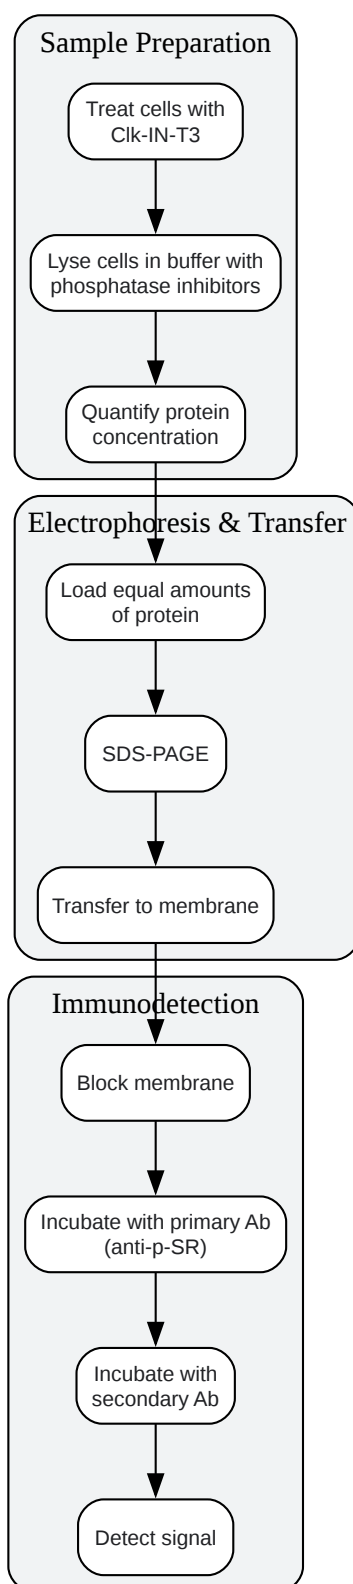 Sample Preparation
Treat cells with
Clk-IN-T3
Lyse cells in buffer with
phosphatase inhibitors
Quantify protein
concentration
Electrophoresis & Transfer
Load equal amounts
of protein
SDS-PAGE
Transfer to membrane
Immunodetection
Block membrane
Incubate with primary Ab
(anti-p-SR)
Incubate with
secondary Ab
Detect signal